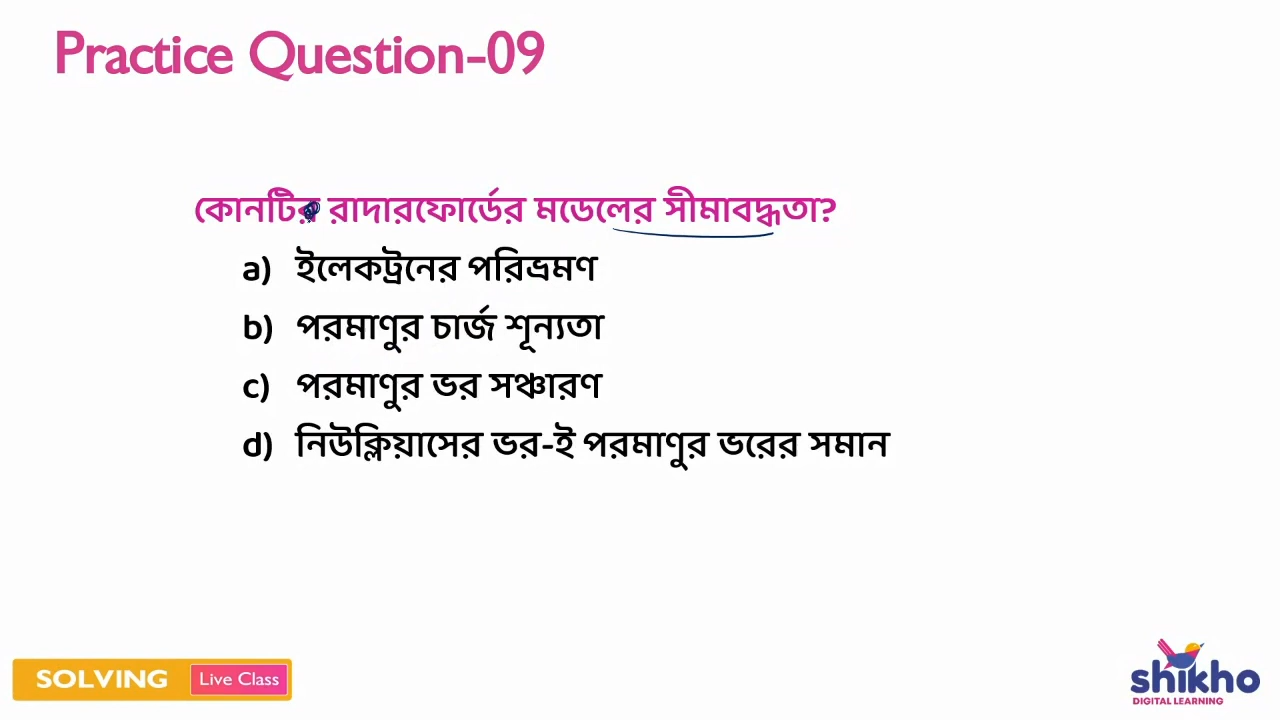 Practice Question-09
কোনটির রাদারফোর্ডের মডেলের সীমাবদ্ধতা?
a) ইলেকট্রনের পরিভ্রমণ
b) পরমাণুর চার্জ শূন্যতা
c) পরমাণুর ভর সঞ্চারণ
d) নিউক্লিয়াসের ভর-ই পরমাণুর ভরের সমান
SOLVING Live Class
shikho
DIGITAL LEARNING